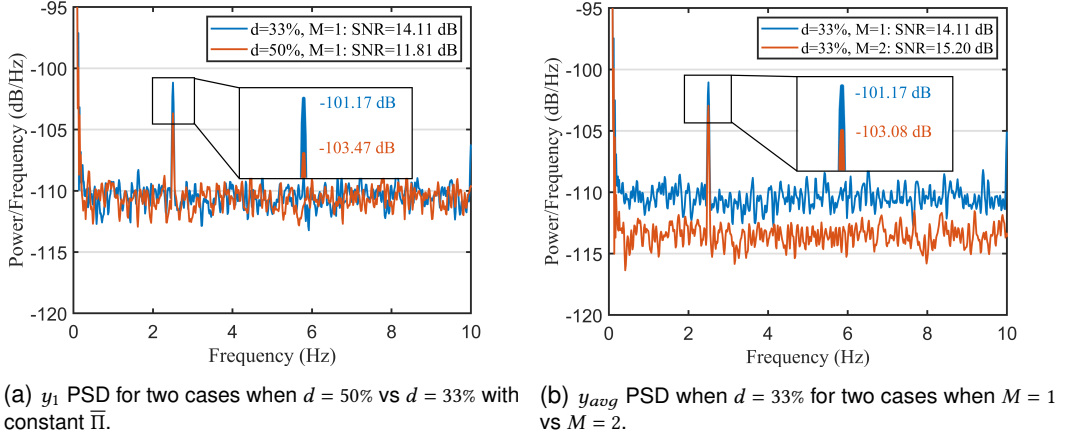 -95
-100
-105
-110
-115
-120
0
2
4
6
8
10
Power/Frequency (dB/Hz)
Frequency (Hz)
d=33%, M=1: SNR=14.11 dB
d=50%, M=1: SNR=11.81 dB
-101.17 dB
-103.47 dB
(a) y₁ PSD for two cases when d = 50% vs d = 33% with
constant Π̅.
-95
-100
-105
-110
-115
-120
0
2
4
6
8
10
Power/Frequency (dB/Hz)
Frequency (Hz)
d=33%, M=1: SNR=14.11 dB
d=33%, M=2: SNR=15.20 dB
-101.17 dB
-103.08 dB
(b) y_avg PSD when d = 33% for two cases when M = 1
vs M = 2.